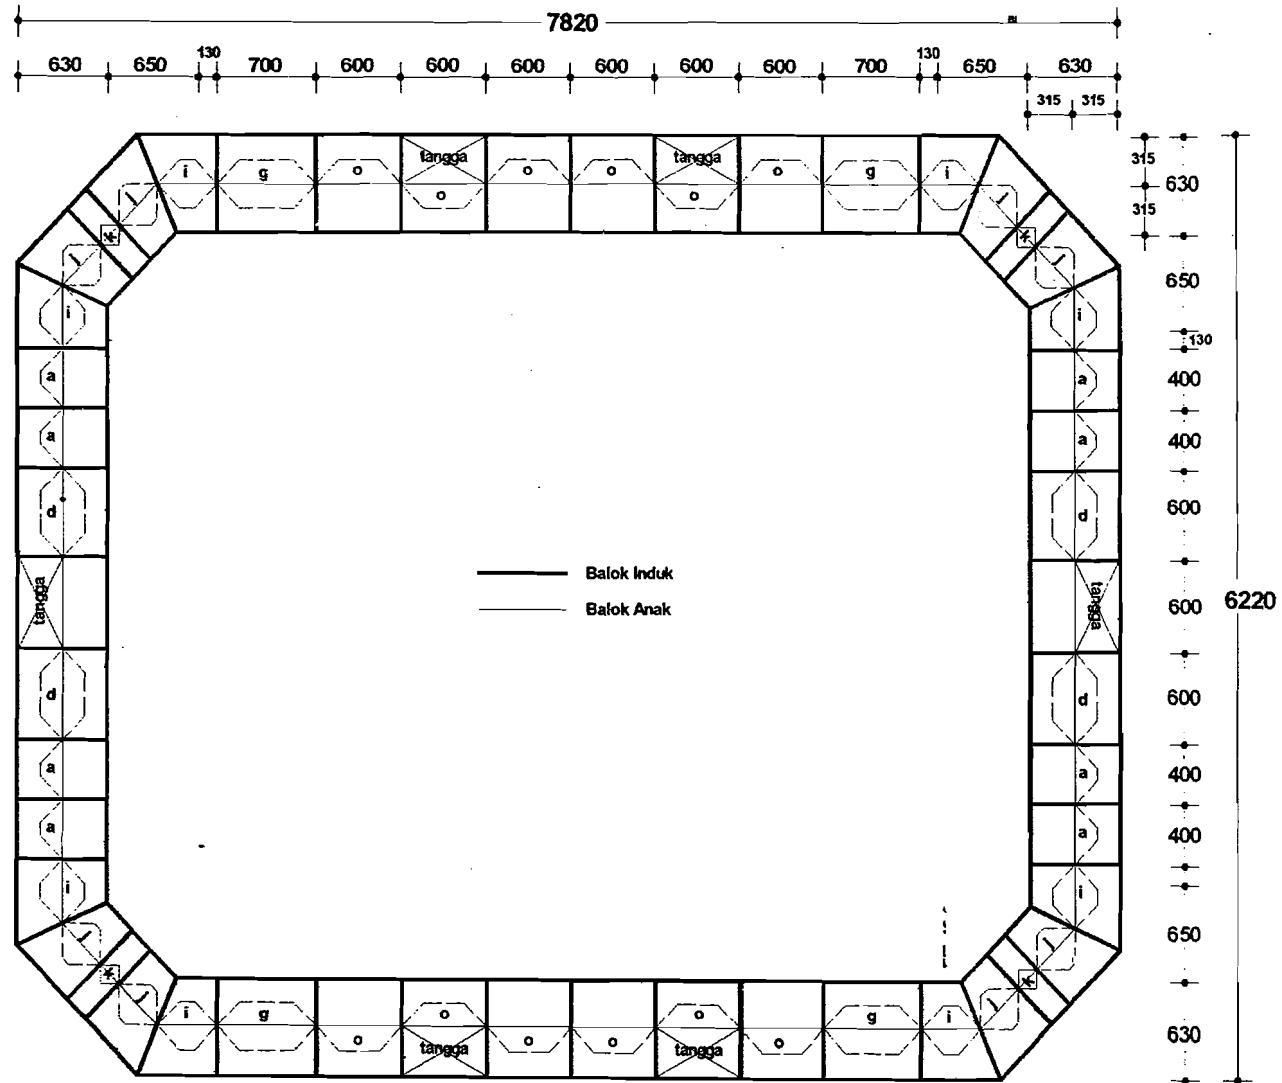 7820
630 650 130 700 600 600 600 600 600 600 700 130 650 630
315 315
i g o tangga o o tangga o g i
o o
315
630
315
J J
* *
J J
650
i i
130
a a 400
a a 400
d d 600
Balok Induk
tangga tangga 600 6220
Balok Anak
d d 600
a a 400
a a 400
i i
J J 650
* *
J J
i g o o g i
o tangga o o tangga o 630